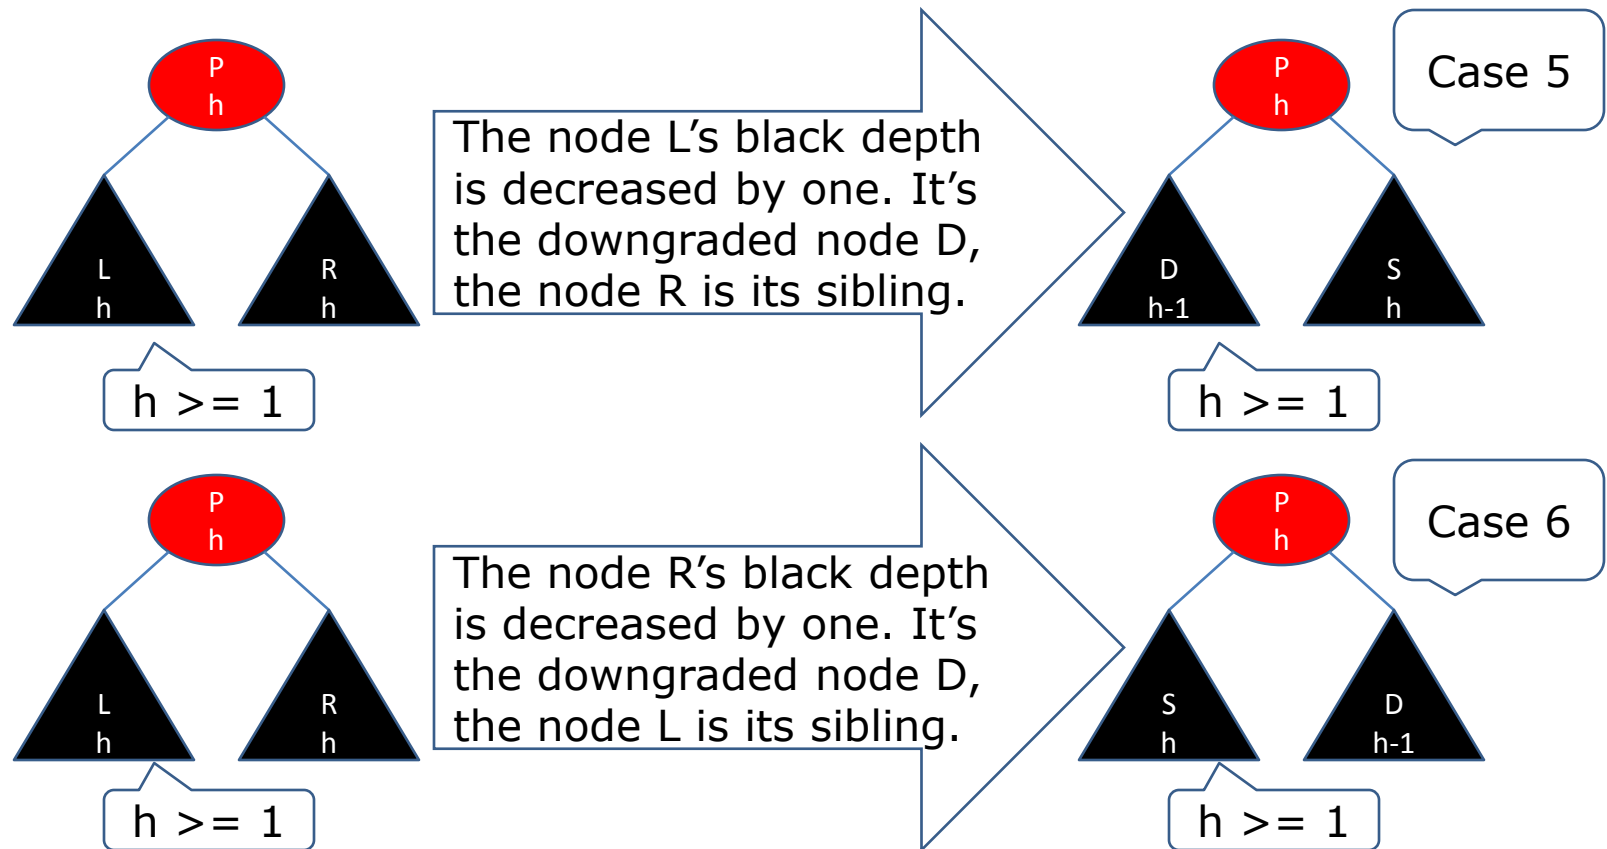 P
h
L
h
R
h
h >= 1
The node L’s black depth
is decreased by one. It’s
the downgraded node D,
the node R is its sibling.
P
h
D
h-1
S
h
h >= 1
Case 5
P
h
L
h
R
h
h >= 1
The node R’s black depth
is decreased by one. It’s
the downgraded node D,
the node L is its sibling.
P
h
S
h
D
h-1
h >= 1
Case 6